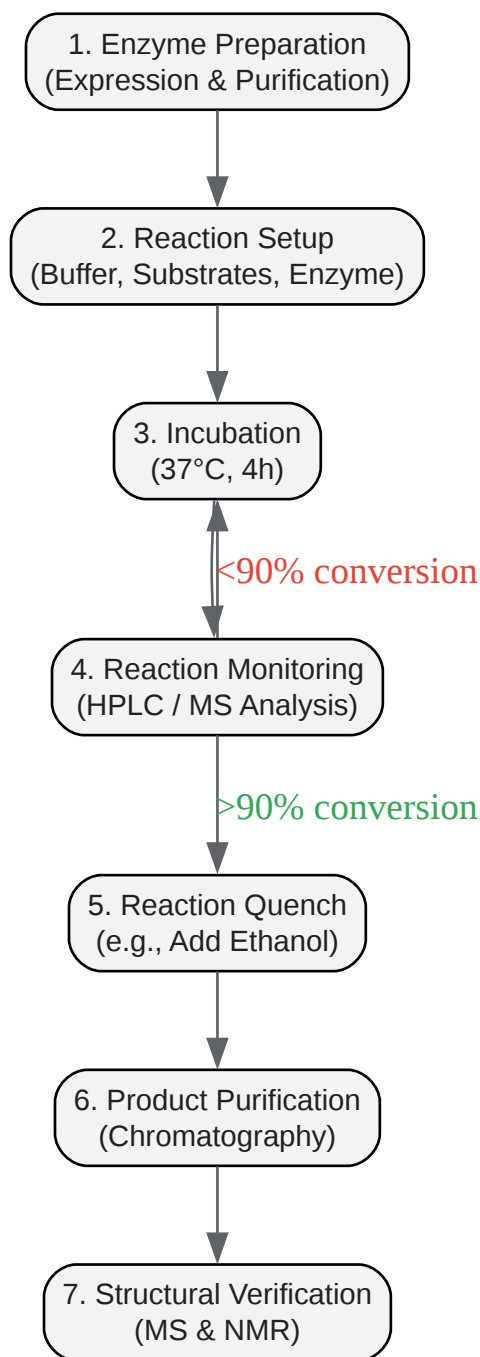 1. Enzyme Preparation
(Expression & Purification)
2. Reaction Setup
(Buffer, Substrates, Enzyme)
3. Incubation
(37°C, 4h)
<90% conversion
4. Reaction Monitoring
(HPLC / MS Analysis)
>90% conversion
5. Reaction Quench
(e.g., Add Ethanol)
6. Product Purification
(Chromatography)
7. Structural Verification
(MS & NMR)